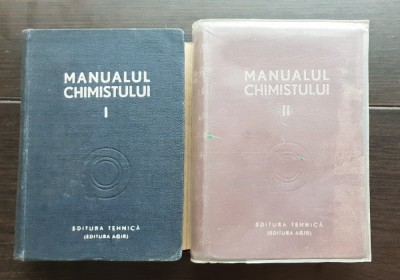 MANUALUL
CHIMISTULUI
I
EDITURA TEHNICĂ
(EDITURA AGIR)
MANUALUL
CHIMISTULUI
II
EDITURA TEHNICĂ
(EDITURA AGIR)